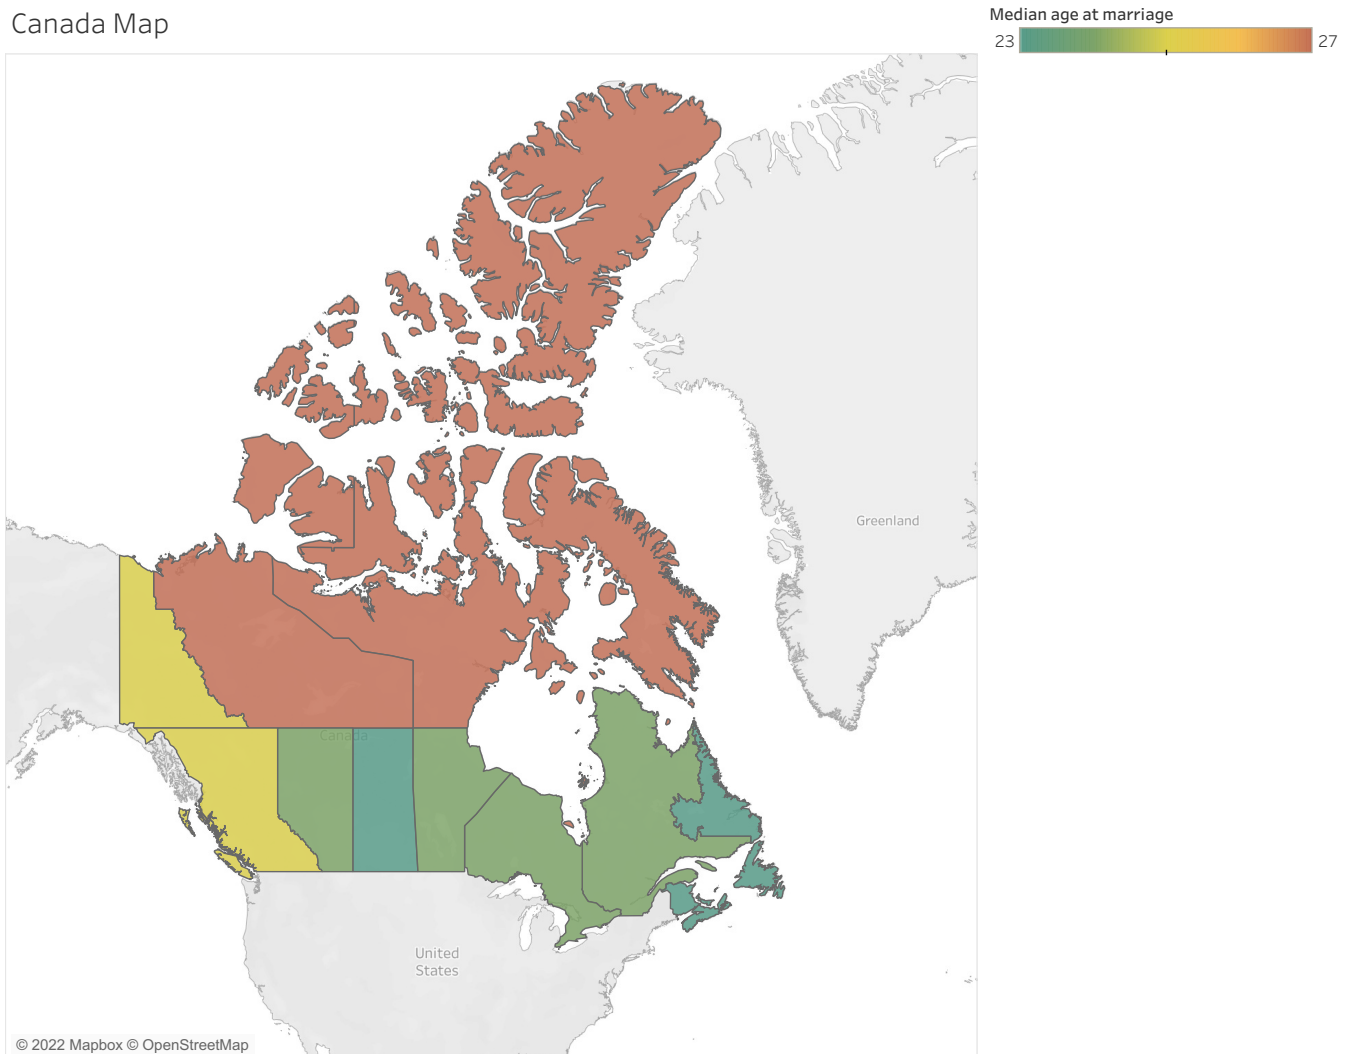 Canada Map
Median age at marriage
23
27
Greenland
Canada
United
States
© 2022 Mapbox © OpenStreetMap